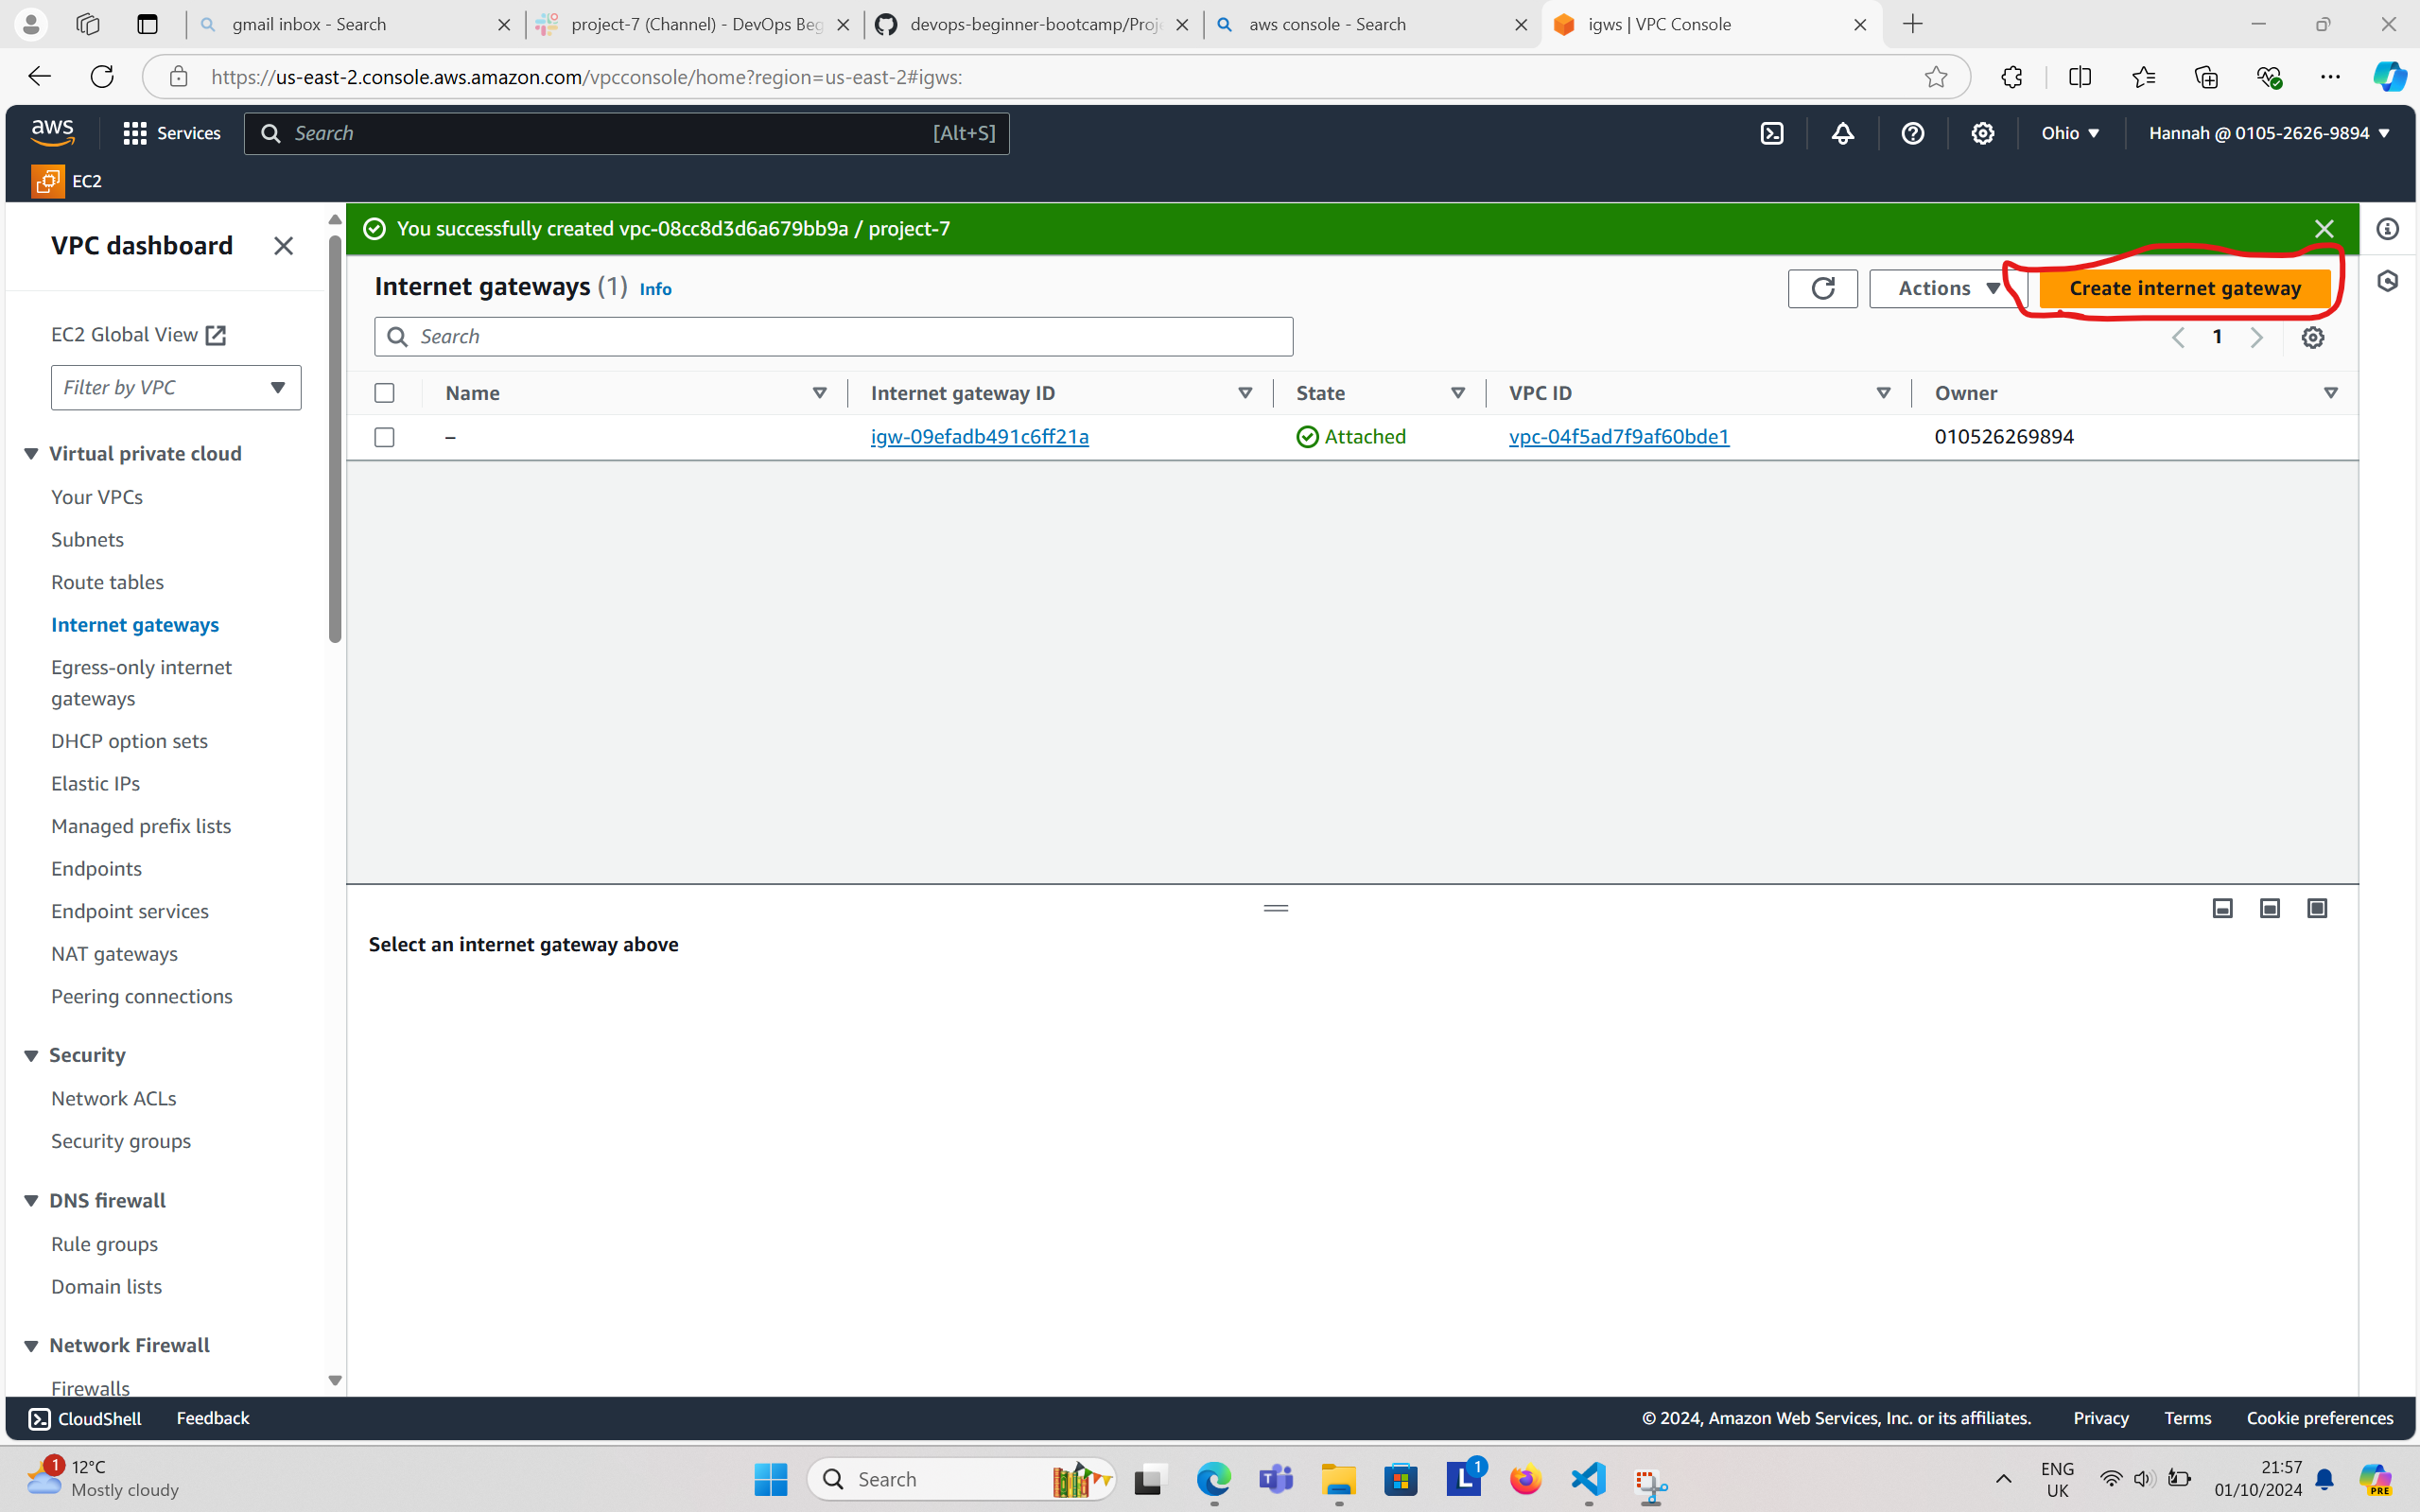 gmail inbox - Search
project-7 (Channel) - DevOps Beg
devops-beginner-bootcamp/Proje
aws console - Search
igws | VPC Console
https://us-east-2.console.aws.amazon.com/vpcconsole/home?region=us-east-2#igws:
aws
Services
Search
[Alt+S]
Ohio
Hannah @ 0105-2626-9894
EC2
VPC dashboard
EC2 Global View
Filter by VPC
Virtual private cloud
Your VPCs
Subnets
Route tables
Internet gateways
Egress-only internet
gateways
DHCP option sets
Elastic IPs
Managed prefix lists
Endpoints
Endpoint services
NAT gateways
Peering connections
Security
Network ACLs
Security groups
DNS firewall
Rule groups
Domain lists
Network Firewall
Firewalls
You successfully created vpc-08cc8d3d6a679bb9a / project-7
Internet gateways (1) Info
Actions
Create internet gateway
Search
1
Name
Internet gateway ID
State
VPC ID
Owner
–
igw-09efadb491c6ff21a
Attached
vpc-04f5ad7f9af60bde1
010526269894
Select an internet gateway above
CloudShell
Feedback
© 2024, Amazon Web Services, Inc. or its affiliates.
Privacy
Terms
Cookie preferences
1
12°C
Mostly cloudy
Search
L
1
ENG
UK
21:57
01/10/2024
PRE